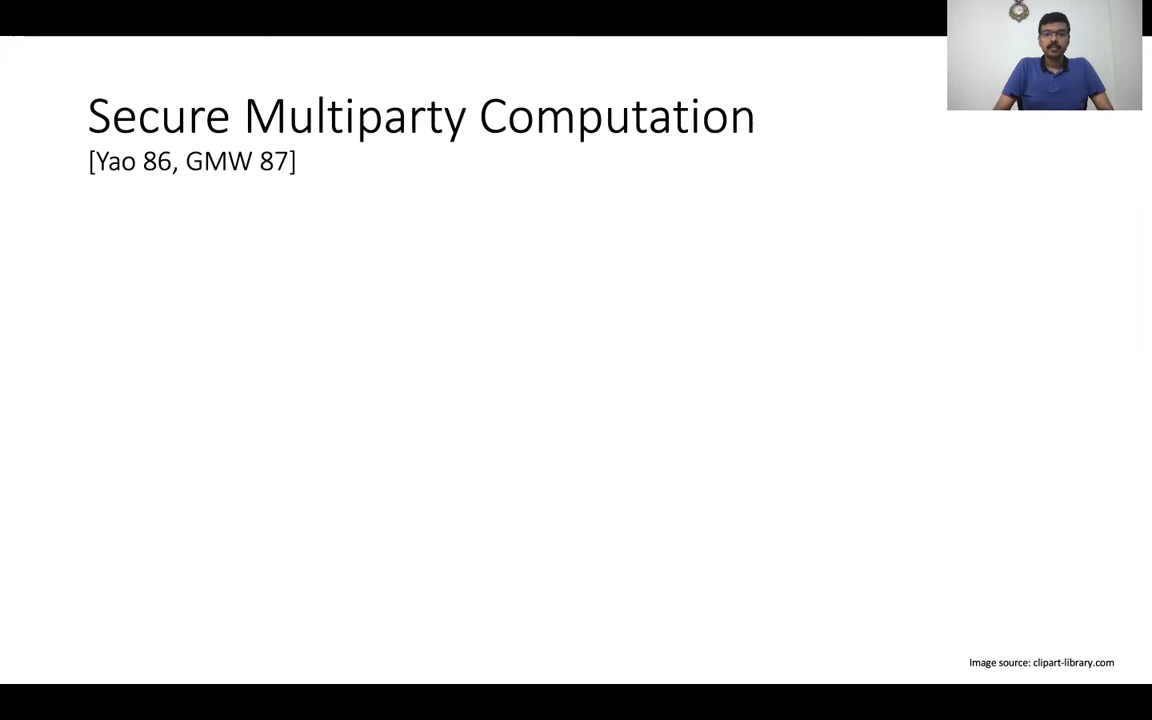 Secure Multiparty Computation
[Yao 86, GMW 87]
Image source: clipart-library.com